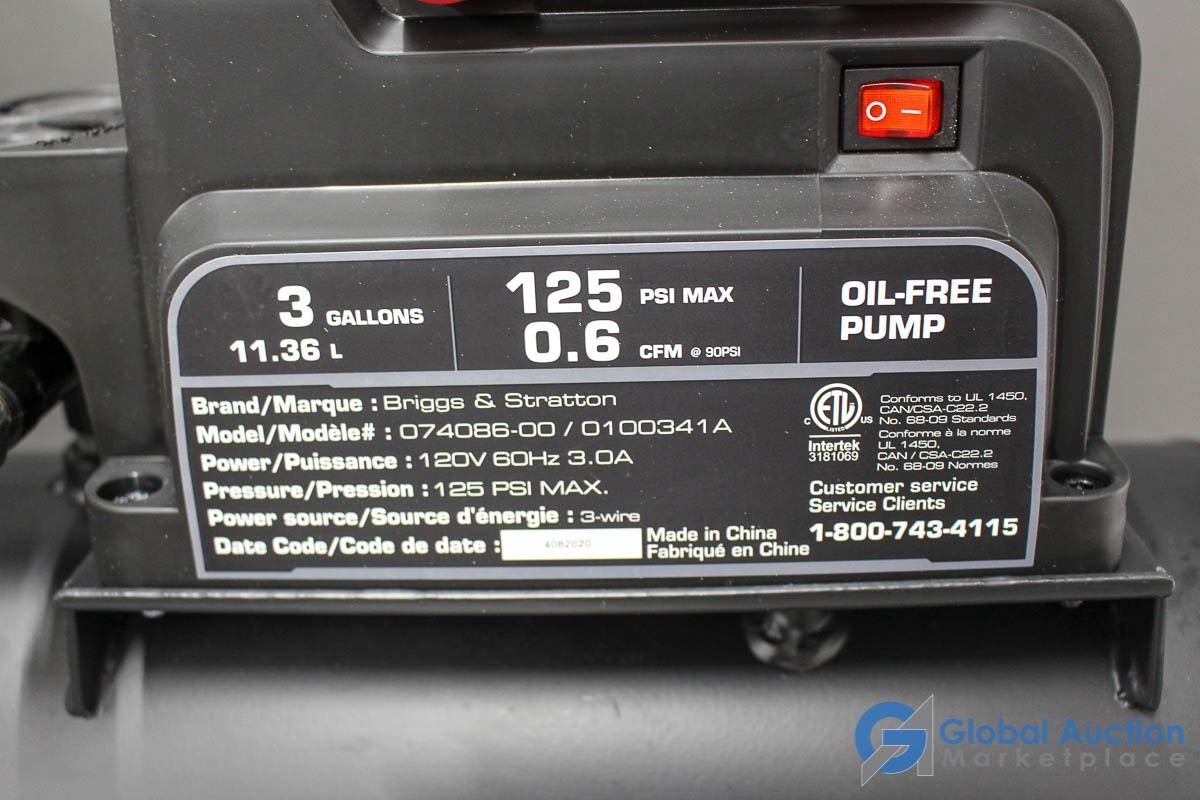 3 GALLONS
11.36 L
125 PSI MAX
0.6 CFM @ 90PSI
OIL-FREE
PUMP
Brand/Marque : Briggs & Stratton
Model/Modèle# : 074086-00 / 0100341A
Power/Puissance : 120V 60Hz 3.0A
Pressure/Pression : 125 PSI MAX.
Power source/Source d'énergie : 3-wire
Date Code/Code de date : 4082020
Made in China
Fabriqué en Chine
C ETL US
LISTED
Intertek
3181069
Conforms to UL 1450,
CAN/CSA-C22.2
No. 68-09 Standards
Conforme à la norme
UL 1450,
CAN / CSA-C22.2
No. 68-09 Normes
Customer service
Service Clients
1-800-743-4115
Global Auction
Marketplace